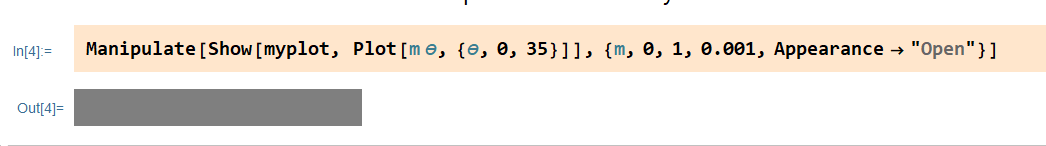 In[4]:= Manipulate[Show[myplot, Plot[m ɵ, {ɵ, 0, 35}]], {m, 0, 1, 0.001, Appearance → "Open"}]
Out[4]=